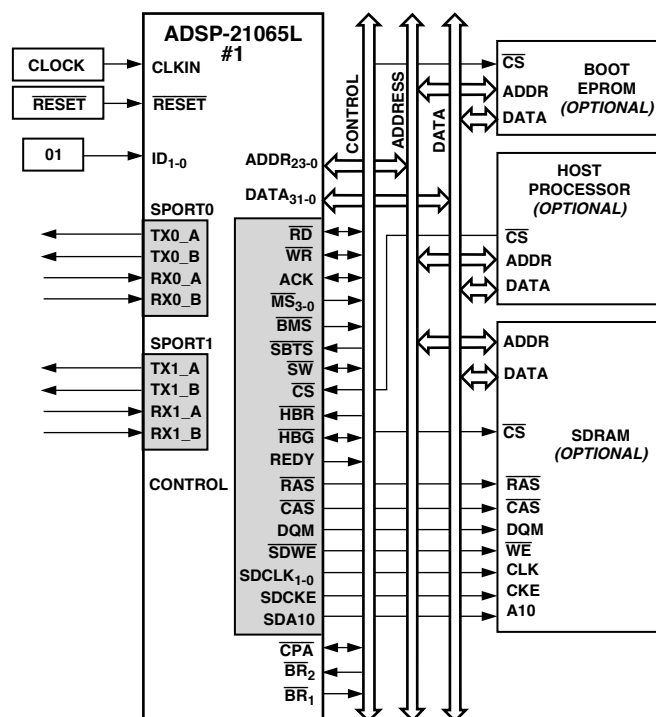 ADSP-21065L
#1
CLOCK
CLKIN
RESET
RESET
01
ID1-0
ADDR23-0
DATA31-0
SPORT0
TX0_A
TX0_B
RX0_A
RX0_B
SPORT1
TX1_A
TX1_B
RX1_A
RX1_B
CONTROL
RD
WR
ACK
MS3-0
BMS
SBTS
SW
CS
HBR
HBG
REDY
RAS
CAS
DQM
SDWE
SDCLK1-0
SDCKE
SDA10
CPA
BR2
BR1
CONTROL
ADDRESS
DATA
CS
ADDR
DATA
BOOT
EPROM
(OPTIONAL)
HOST
PROCESSOR
(OPTIONAL)
CS
ADDR
DATA
ADDR
DATA
CS
SDRAM
(OPTIONAL)
RAS
CAS
DQM
WE
CLK
CKE
A10